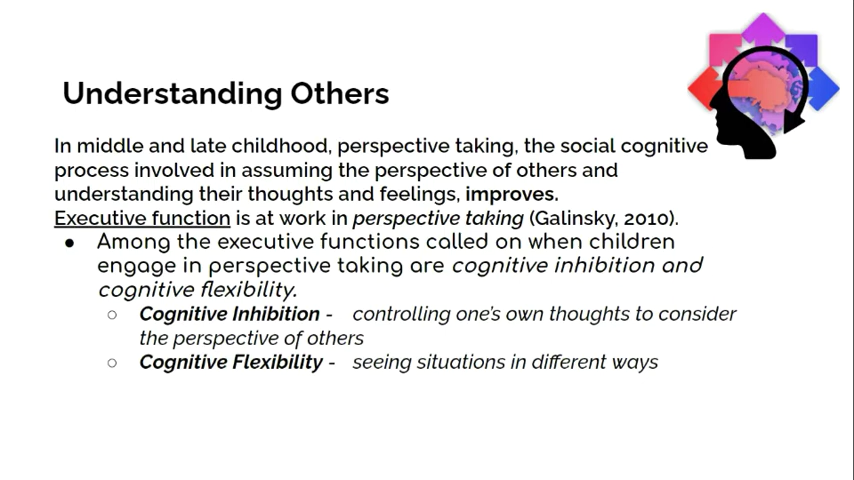 Understanding Others
In middle and late childhood, perspective taking, the social cognitive
process involved in assuming the perspective of others and
understanding their thoughts and feelings, improves.
Executive function is at work in perspective taking (Galinsky, 2010).
● Among the executive functions called on when children
engage in perspective taking are cognitive inhibition and
cognitive flexibility.
○ Cognitive Inhibition - controlling one's own thoughts to consider
the perspective of others
○ Cognitive Flexibility - seeing situations in different ways